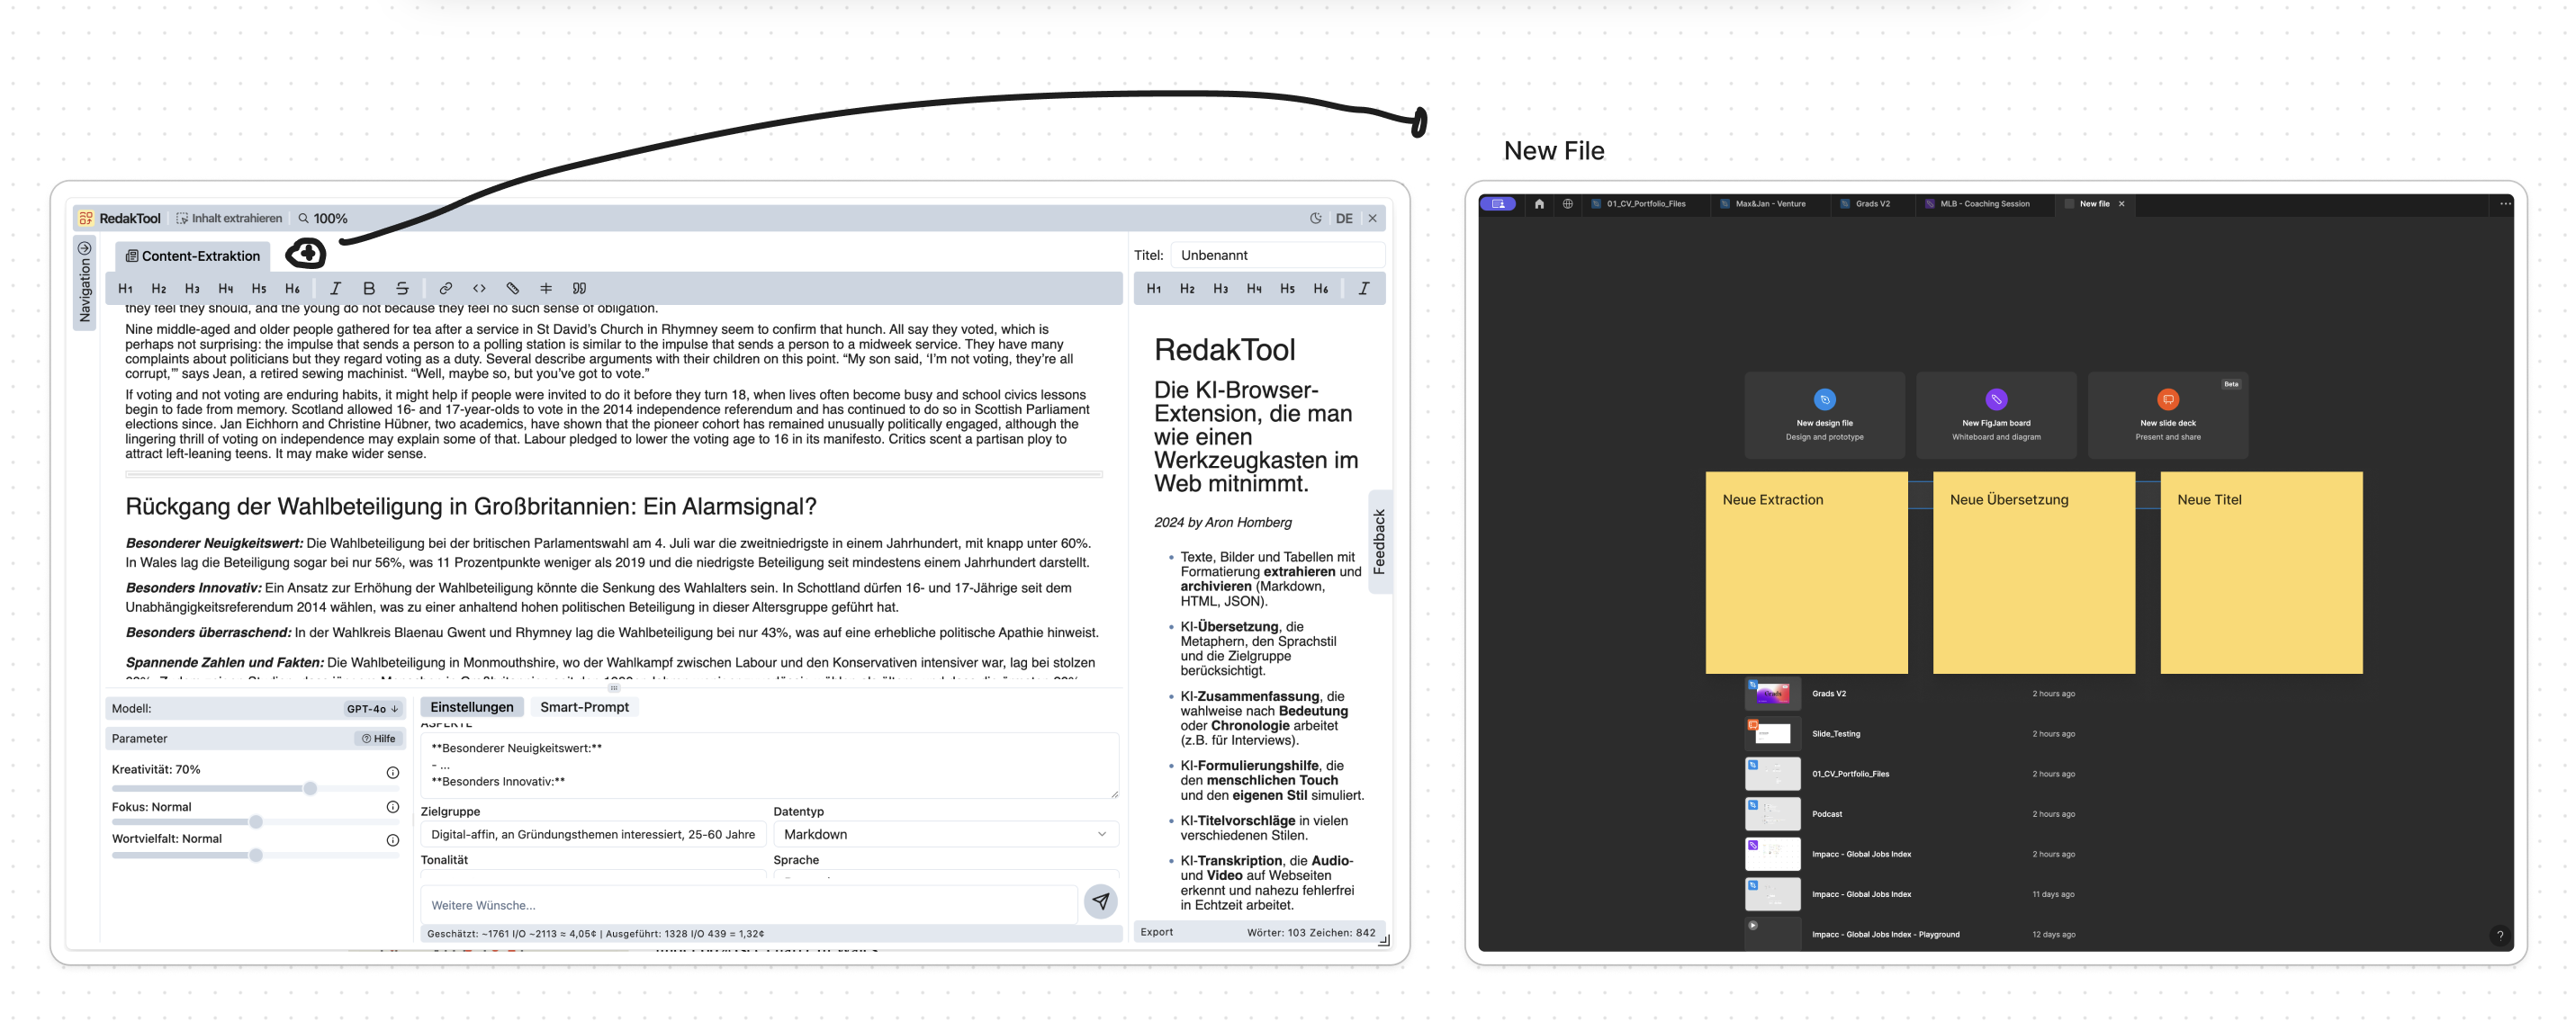 New File
RedakTool
Inhalt extrahieren
100%
DE
Navigation
Content-Extraktion
H1 H2 H3 H4 H5 H6
they feel they should, and the young do not because they feel no such sense of obligation.
Nine middle-aged and older people gathered for tea after a service in St David’s Church in Rhymney seem to confirm that hunch. All say they voted, which is
perhaps not surprising: the impulse that sends a person to a polling station is similar to the impulse that sends a person to a midweek service. They have many
complaints about politicians but they regard voting as a duty. Several describe arguments with their children on this point. “My son said, ‘I’m not voting, they’re all
corrupt,’” says Jean, a retired sewing machinist. “Well, maybe so, but you’ve got to vote.”
If voting and not voting are enduring habits, it might help if people were invited to do it before they turn 18, when lives often become busy and school civics lessons
begin to fade from memory. Scotland allowed 16- and 17-year-olds to vote in the 2014 independence referendum and has continued to do so in Scottish Parliament
elections since. Jan Eichhorn and Christine Hübner, two academics, have shown that the pioneer cohort has remained unusually politically engaged, although the
lingering thrill of voting on independence may explain some of that. Labour pledged to lower the voting age to 16 in its manifesto. Critics scent a partisan ploy to
attract left-leaning teens. It may make wider sense.
Rückgang der Wahlbeteiligung in Großbritannien: Ein Alarmsignal?
Besonderer Neuigkeitswert: Die Wahlbeteiligung bei der britischen Parlamentswahl am 4. Juli war die zweitniedrigste in einem Jahrhundert, mit knapp unter 60%.
In Wales lag die Beteiligung sogar bei nur 56%, was 11 Prozentpunkte weniger als 2019 und die niedrigste Beteiligung seit mindestens einem Jahrhundert darstellt.
Besonders Innovativ: Ein Ansatz zur Erhöhung der Wahlbeteiligung könnte die Senkung des Wahlalters sein. In Schottland dürfen 16- und 17-Jährige seit dem
Unabhängigkeitsreferendum 2014 wählen, was zu einer anhaltend hohen politischen Beteiligung in dieser Altersgruppe geführt hat.
Besonders überraschend: In der Wahlkreis Blaenau Gwent und Rhymney lag die Wahlbeteiligung bei nur 43%, was auf eine erhebliche politische Apathie hinweist.
Spannende Zahlen und Fakten: Die Wahlbeteiligung in Monmouthshire, wo der Wahlkampf zwischen Labour und den Konservativen intensiver war, lag bei stolzen
Modell:
GPT-4o
Parameter
Hilfe
Kreativität: 70%
Fokus: Normal
Wortvielfalt: Normal
Einstellungen
Smart-Prompt
ASPEKTE
**Besonderer Neuigkeitswert:**
- ...
**Besonders Innovativ:**
Zielgruppe
Datentyp
Digital-affin, an Gründungsthemen interessiert, 25-60 Jahre
Markdown
Tonalität
Sprache
Weitere Wünsche...
Geschätzt: ~1761 I/O ~2113 ≈ 4,05¢ | Ausgeführt: 1328 I/O 439 = 1,32¢
Titel:
Unbenannt
H1 H2 H3 H4 H5 H6
RedakTool
Die KI-Browser-
Extension, die man
wie einen
Werkzeugkasten im
Web mitnimmt.
2024 by Aron Homberg
Texte, Bilder und Tabellen mit
Formatierung extrahieren und
archivieren (Markdown,
HTML, JSON).
KI-Übersetzung, die
Metaphern, den Sprachstil
und die Zielgruppe
berücksichtigt.
KI-Zusammenfassung, die
wahlweise nach Bedeutung
oder Chronologie arbeitet
(z.B. für Interviews).
KI-Formulierungshilfe, die
den menschlichen Touch
und den eigenen Stil simuliert.
KI-Titelvorschläge in vielen
verschiedenen Stilen.
KI-Transkription, die Audio-
und Video auf Webseiten
erkennt und nahezu fehlerfrei
in Echtzeit arbeitet.
Feedback
Export
Wörter: 103 Zeichen: 842
01_CV_Portfolio_Files
Max&Jan - Venture
Grads V2
MLB - Coaching Session
New file
New design file
Design and prototype
New FigJam board
Whiteboard and diagram
Beta
New slide deck
Present and share
Neue Extraction
Neue Übersetzung
Neue Titel
Grads V2 2 hours ago
Slide_Testing 2 hours ago
01_CV_Portfolio_Files 2 hours ago
Podcast 2 hours ago
Impacc - Global Jobs Index 2 hours ago
Impacc - Global Jobs Index 11 days ago
Impacc - Global Jobs Index - Playground 12 days ago
?